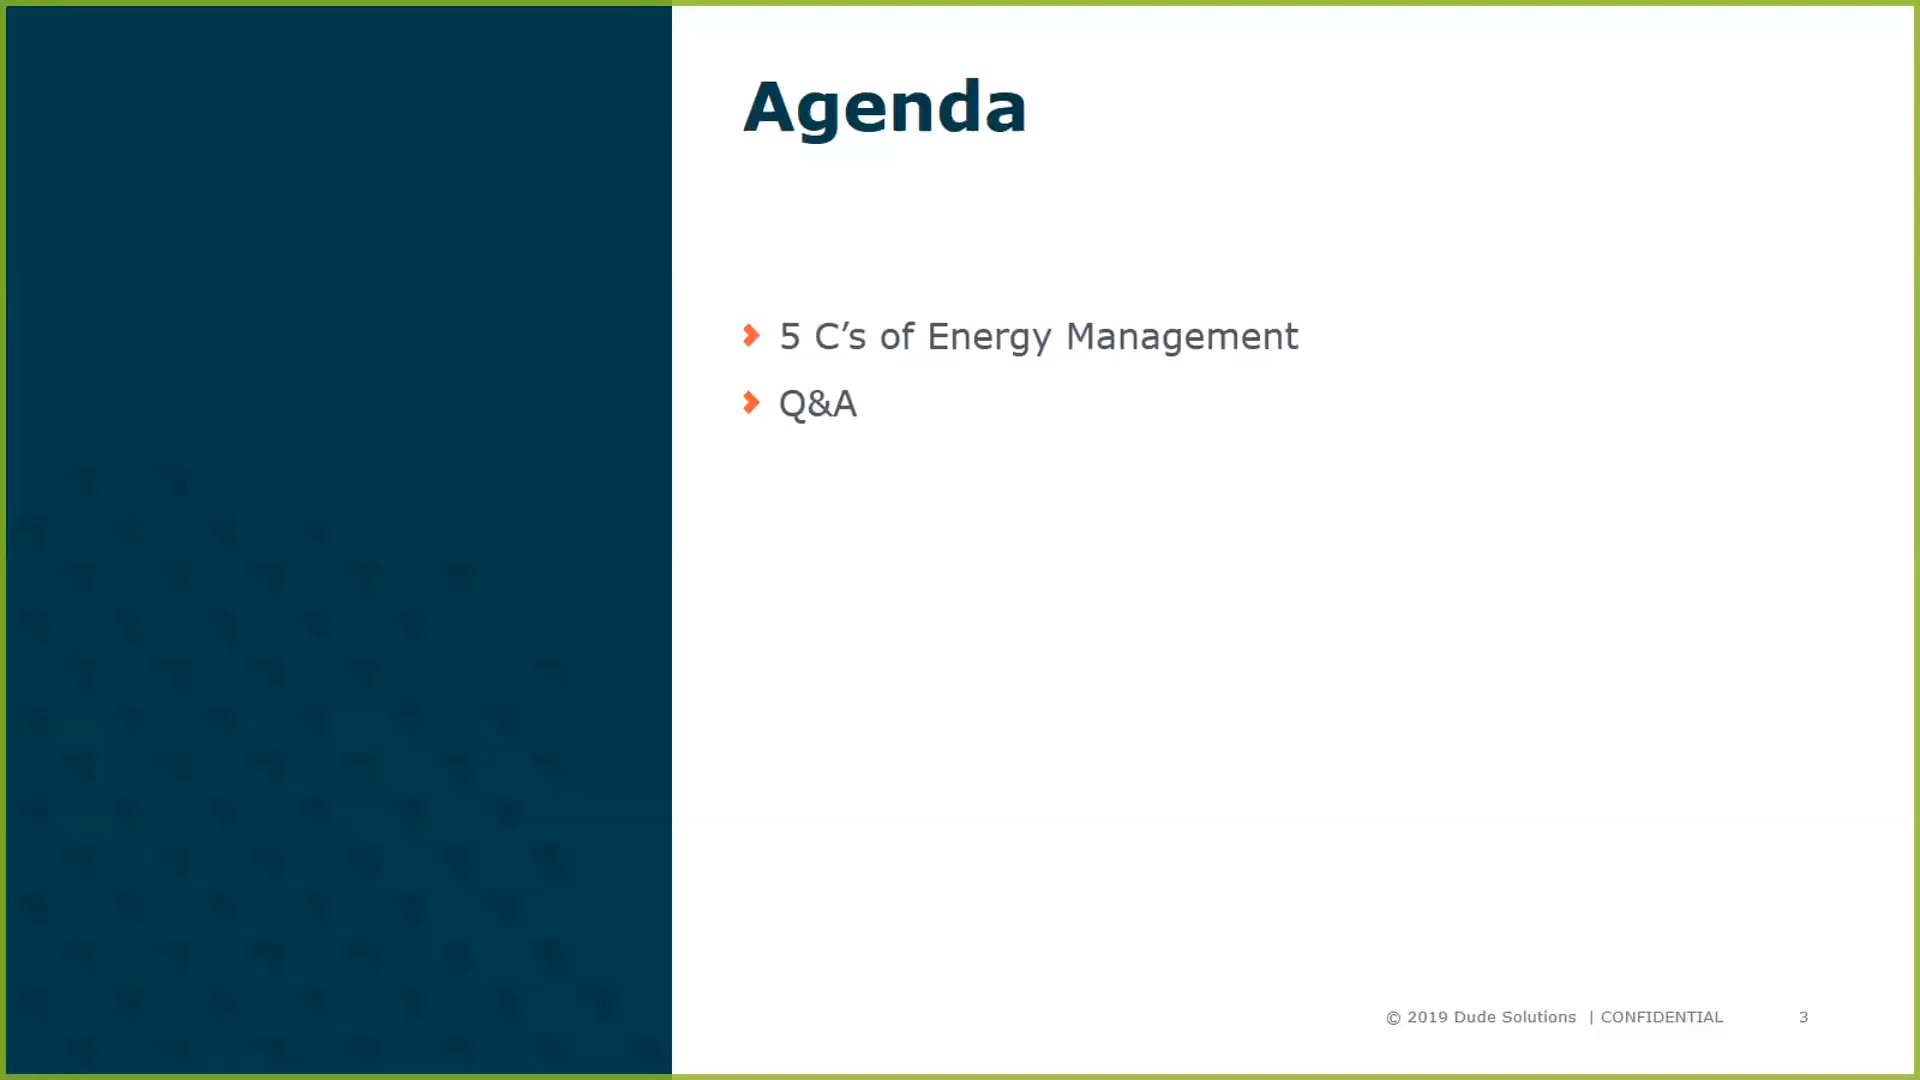 Agenda
5 C’s of Energy Management
Q&A
© 2019 Dude Solutions | CONFIDENTIAL 3